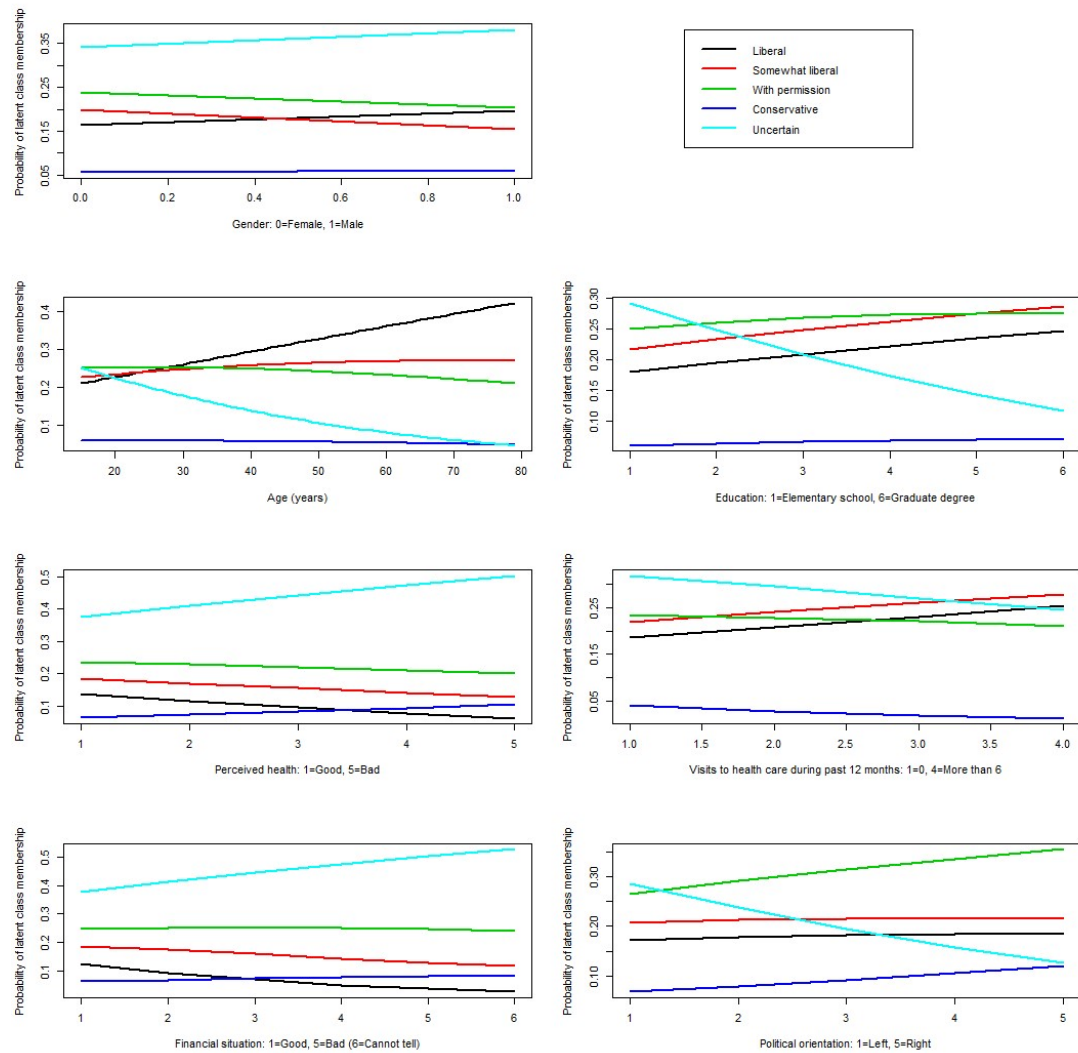 Probability of latent class membership
0.35
0.25
0.15
0.05
0.0 0.2 0.4 0.6 0.8 1.0
Gender: 0=Female, 1=Male
Liberal
Somewhat liberal
With permission
Conservative
Uncertain
Probability of latent class membership
0.4
0.3
0.2
0.1
20 30 40 50 60 70 80
Age (years)
Probability of latent class membership
0.30
0.25
0.20
0.15
0.10
1 2 3 4 5 6
Education: 1=Elementary school, 6=Graduate degree
Probability of latent class membership
0.5
0.4
0.3
0.2
0.1
1 2 3 4 5
Perceived health: 1=Good, 5=Bad
Probability of latent class membership
0.25
0.15
0.05
1.0 1.5 2.0 2.5 3.0 3.5 4.0
Visits to health care during past 12 months: 1=0, 4=More than 6
Probability of latent class membership
0.5
0.4
0.3
0.2
0.1
1 2 3 4 5 6
Financial situation: 1=Good, 5=Bad (6=Cannot tell)
Probability of latent class membership
0.30
0.20
0.10
1 2 3 4 5
Political orientation: 1=Left, 5=Right